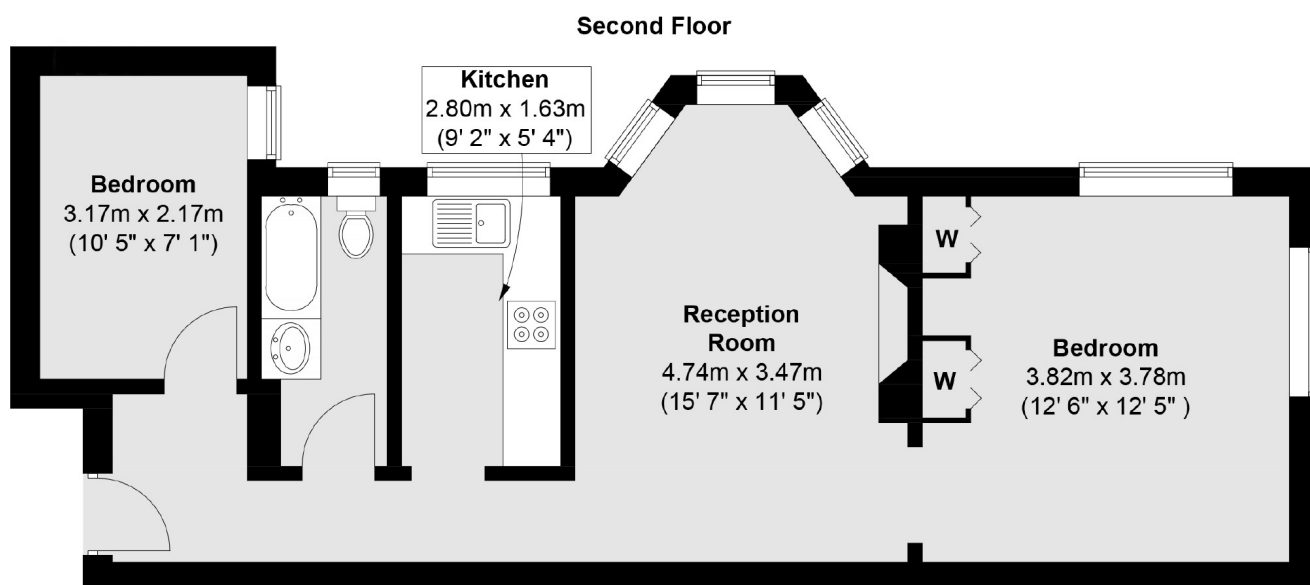 Second Floor
Kitchen
2.80m x 1.63m
(9' 2" x 5' 4")
Bedroom
3.17m x 2.17m
(10' 5" x 7' 1")
W
Reception
Room
4.74m x 3.47m
(15' 7" x 11' 5")
W
Bedroom
3.82m x 3.78m
(12' 6" x 12' 5" )